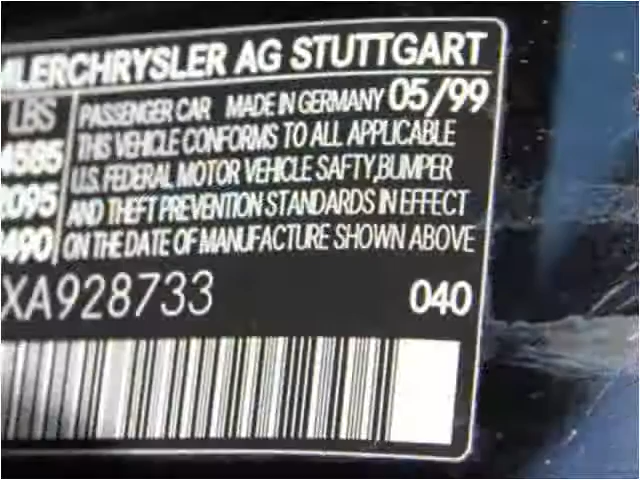 MLERCHRYSLER AG STUTTGART
LBS PASSENGER CAR MADE IN GERMANY 05/99
4585 THIS VEHICLE CONFORMS TO ALL APPLICABLE
U.S. FEDERAL MOTOR VEHICLE SAFTY,BUMPER
2095 AND THEFT PREVENTION STANDARDS IN EFFECT
2490 ON THE DATE OF MANUFACTURE SHOWN ABOVE
XA928733 040